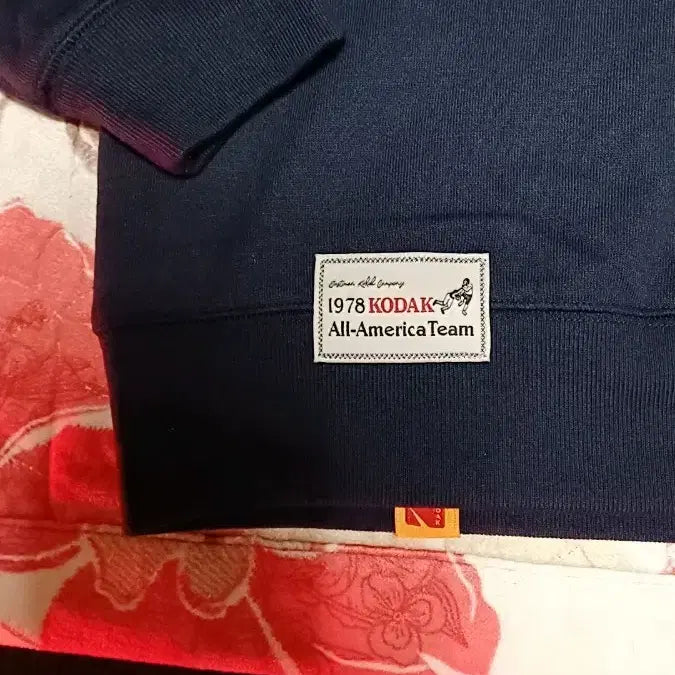 Eastman Kodak Company
1978 KODAK
All-America Team